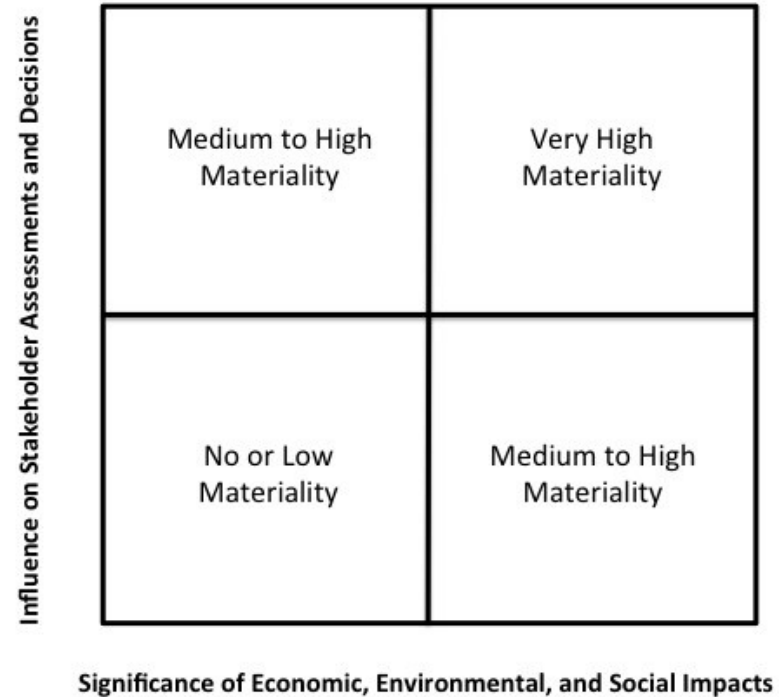 Influence on Stakeholder Assessments and Decisions
Medium to High
Materiality
Very High
Materiality
No or Low
Materiality
Medium to High
Materiality
Significance of Economic, Environmental, and Social Impacts